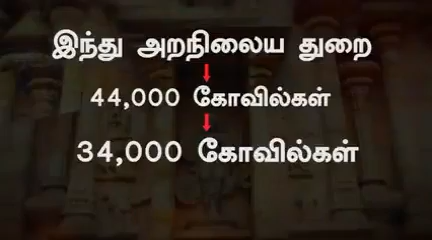 இந்து அறநிலைய துறை
44,000 கோவில்கள்
34,000 கோவில்கள்